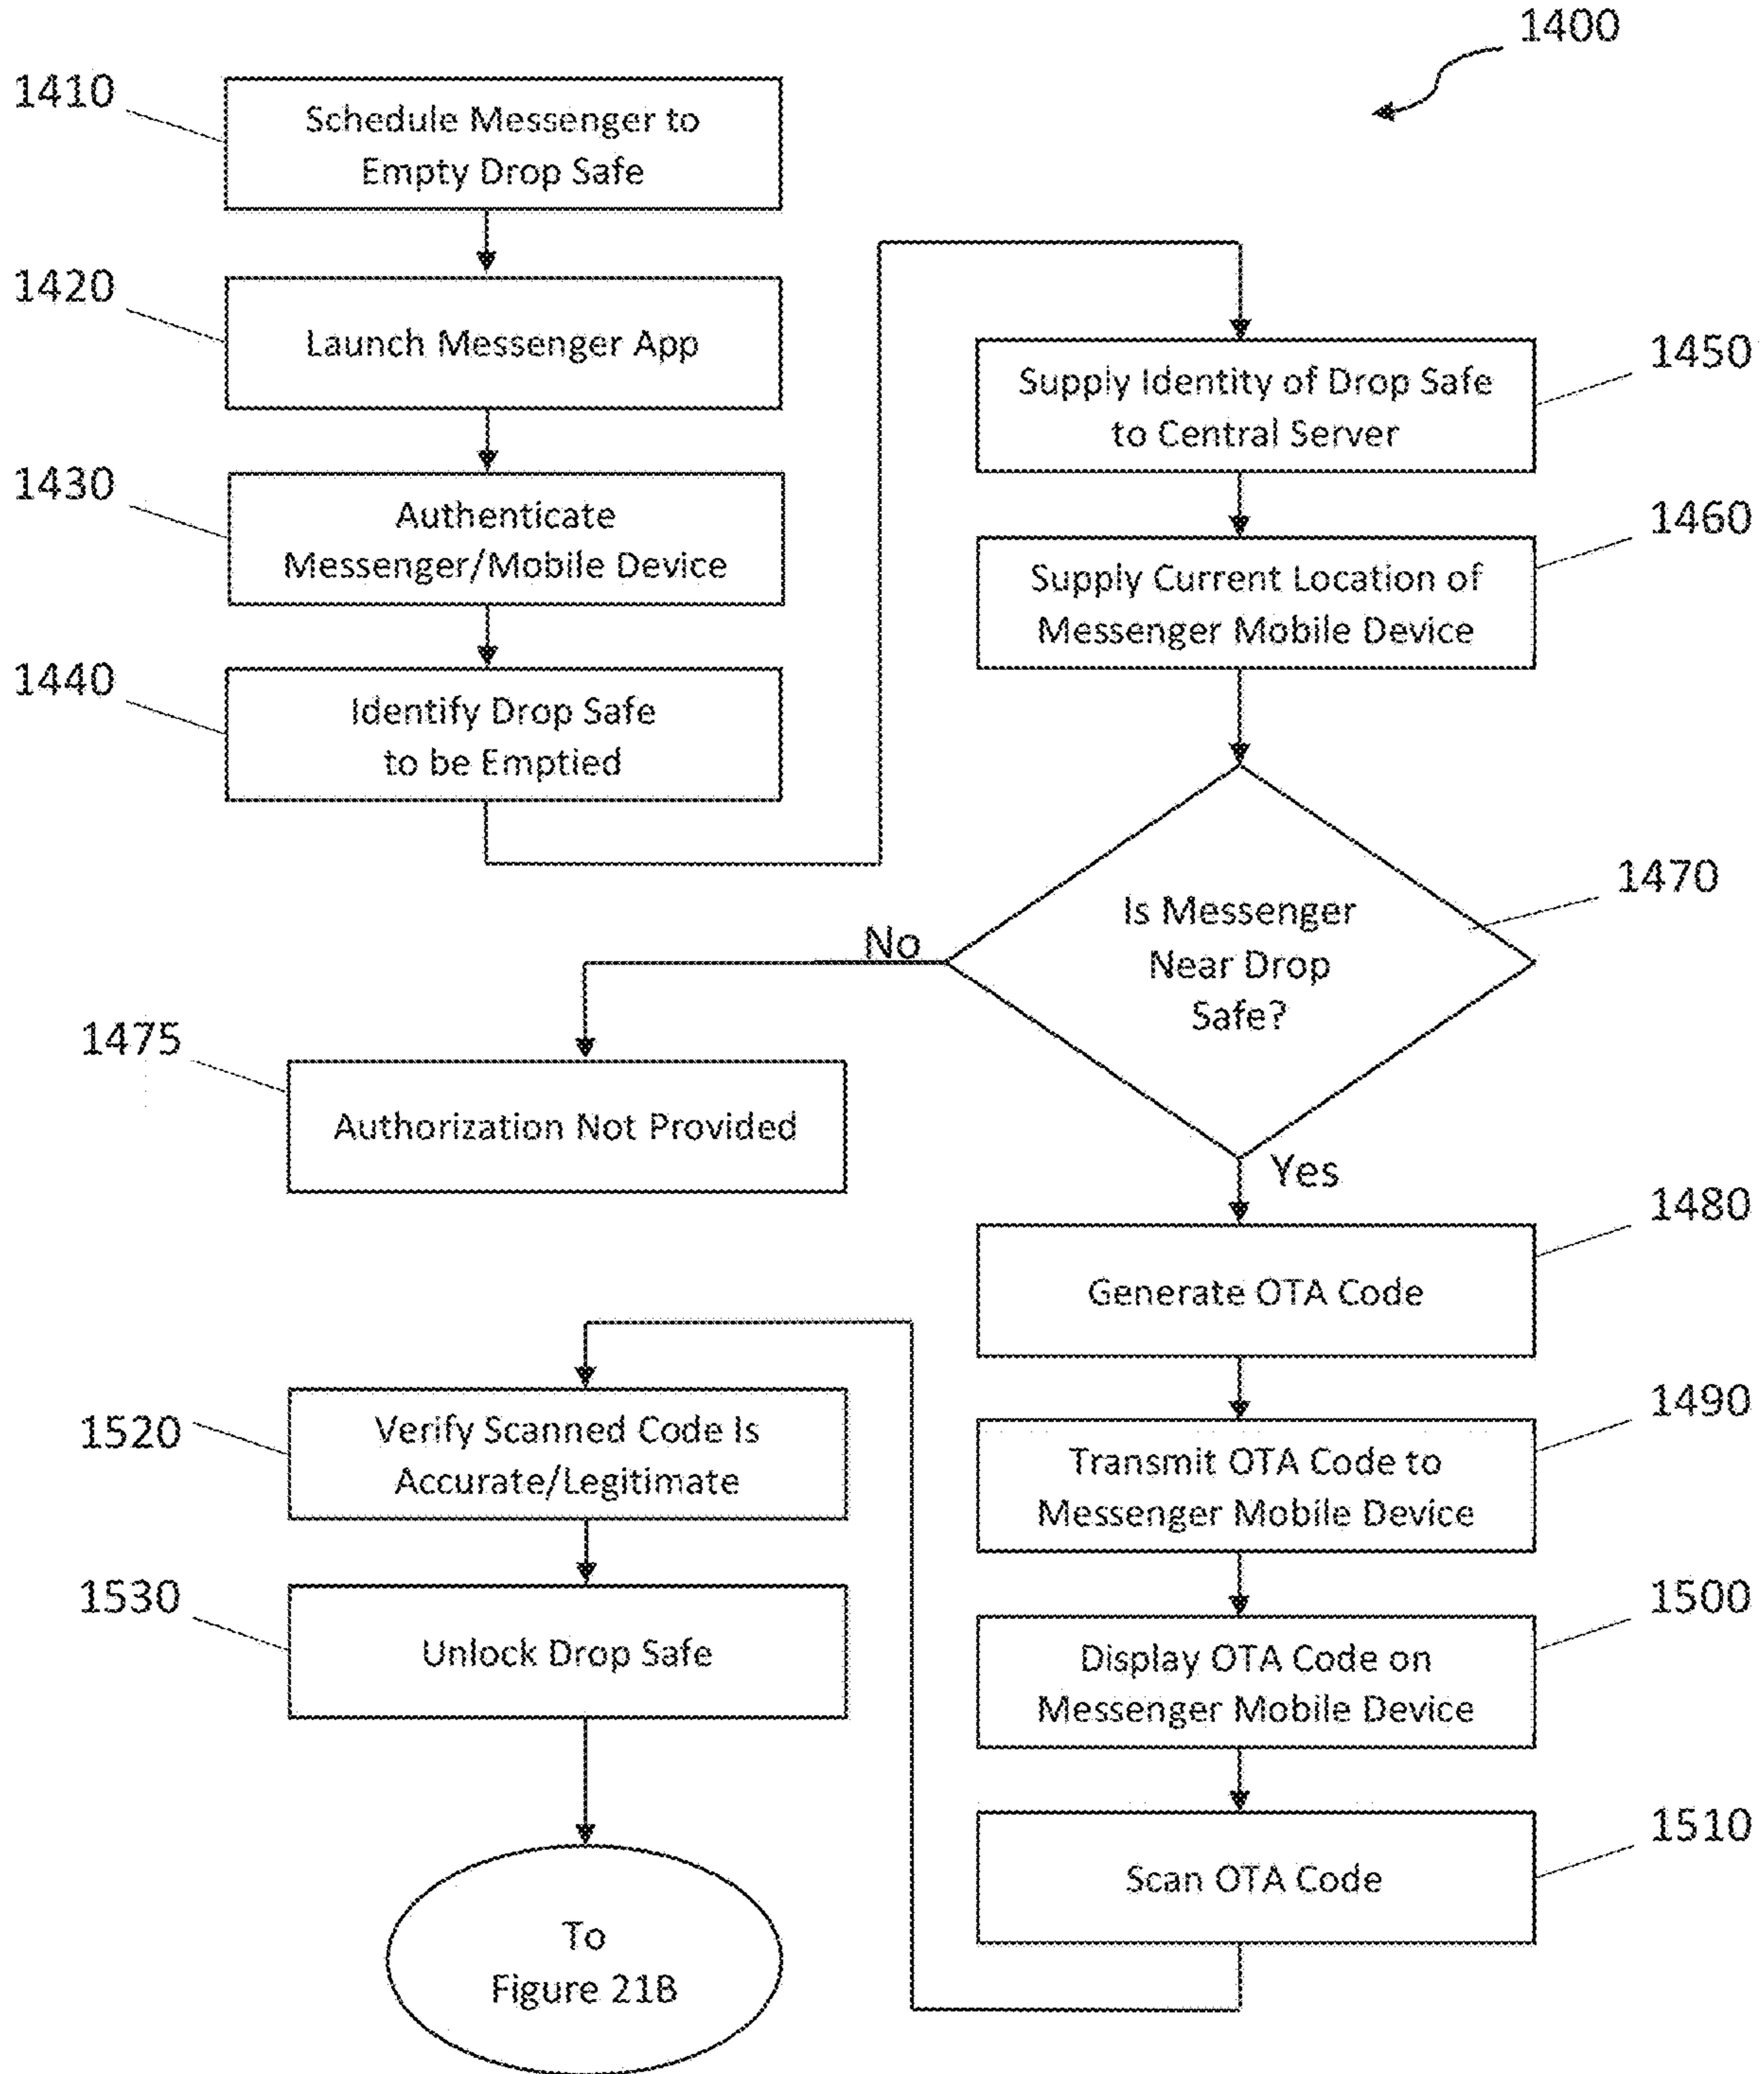 1400
1410
Schedule Messenger to
Empty Drop Safe
1420
Launch Messenger App
1430
Authenticate
Messenger/Mobile Device
1440
Identify Drop Safe
to be Emptied
1450
Supply Identity of Drop Safe
to Central Server
1460
Supply Current Location of
Messenger Mobile Device
1470
Is Messenger
Near Drop
Safe?
No
1475
Authorization Not Provided
Yes
1480
Generate OTA Code
1490
Transmit OTA Code to
Messenger Mobile Device
1500
Display OTA Code on
Messenger Mobile Device
1510
Scan OTA Code
1520
Verify Scanned Code Is
Accurate/Legitimate
1530
Unlock Drop Safe
To
Figure 21B